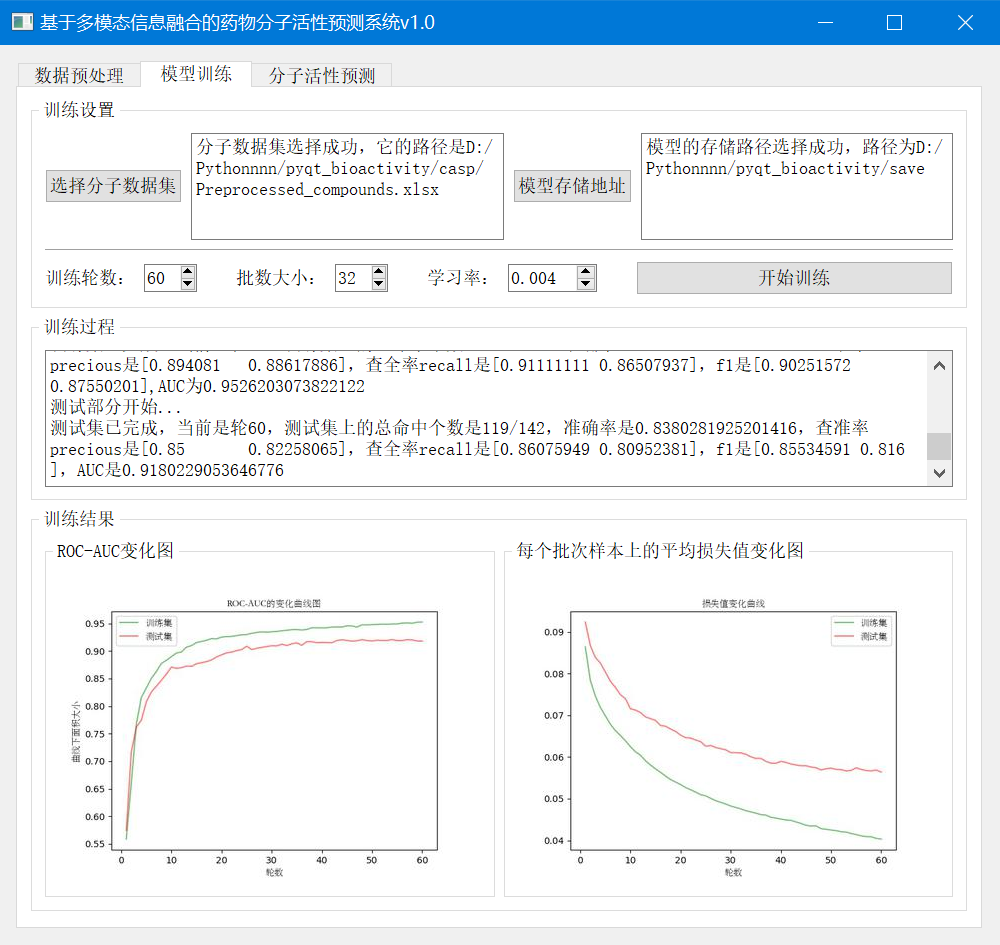 基于多模态信息融合的药物分子活性预测系统v1.0
数据预处理 模型训练 分子活性预测
训练设置
选择分子数据集
分子数据集选择成功，它的路径是D:/
Pythonnnn/pyqt_bioactivity/casp/
Preprocessed_compounds.xlsx
模型存储地址
模型的存储路径选择成功，路径为D:/
Pythonnnn/pyqt_bioactivity/save
训练轮数： 60 批数大小： 32 学习率： 0.004 开始训练
训练过程
precious是[0.894081 0.88617886]，查全率recall是[0.91111111 0.86507937]，f1是[0.90251572
0.87550201],AUC为0.9526203073822122
测试部分开始...
测试集已完成，当前是轮60，测试集上的总命中个数是119/142，准确率是0.8380281925201416，查准率
precious是[0.85 0.82258065]，查全率recall是[0.86075949 0.80952381]，f1是[0.85534591 0.816
]，AUC是0.9180229053646776
训练结果
ROC-AUC变化图
ROC-AUC的变化曲线图
训练集
测试集
曲线下面积大小
0.95
0.90
0.85
0.80
0.75
0.70
0.65
0.60
0.55
0 10 20 30 40 50 60
轮数
每个批次样本上的平均损失值变化图
损失值变化曲线
训练集
测试集
0.09
0.08
0.07
0.06
0.05
0.04
0 10 20 30 40 50 60
轮数